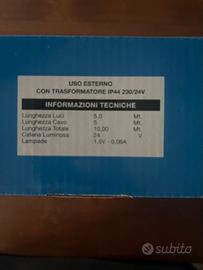 USO ESTERNO
CON TRASFORMATORE IP44 230/24V
INFORMAZIONI TECNICHE
Lunghezza Luci 5,0 Mt.
Lunghezza Cavo 5 Mt.
Lunghezza Totale 10,00 Mt.
Catena Luminosa 24 V
Lampade 1,5V - 0,06A
subito